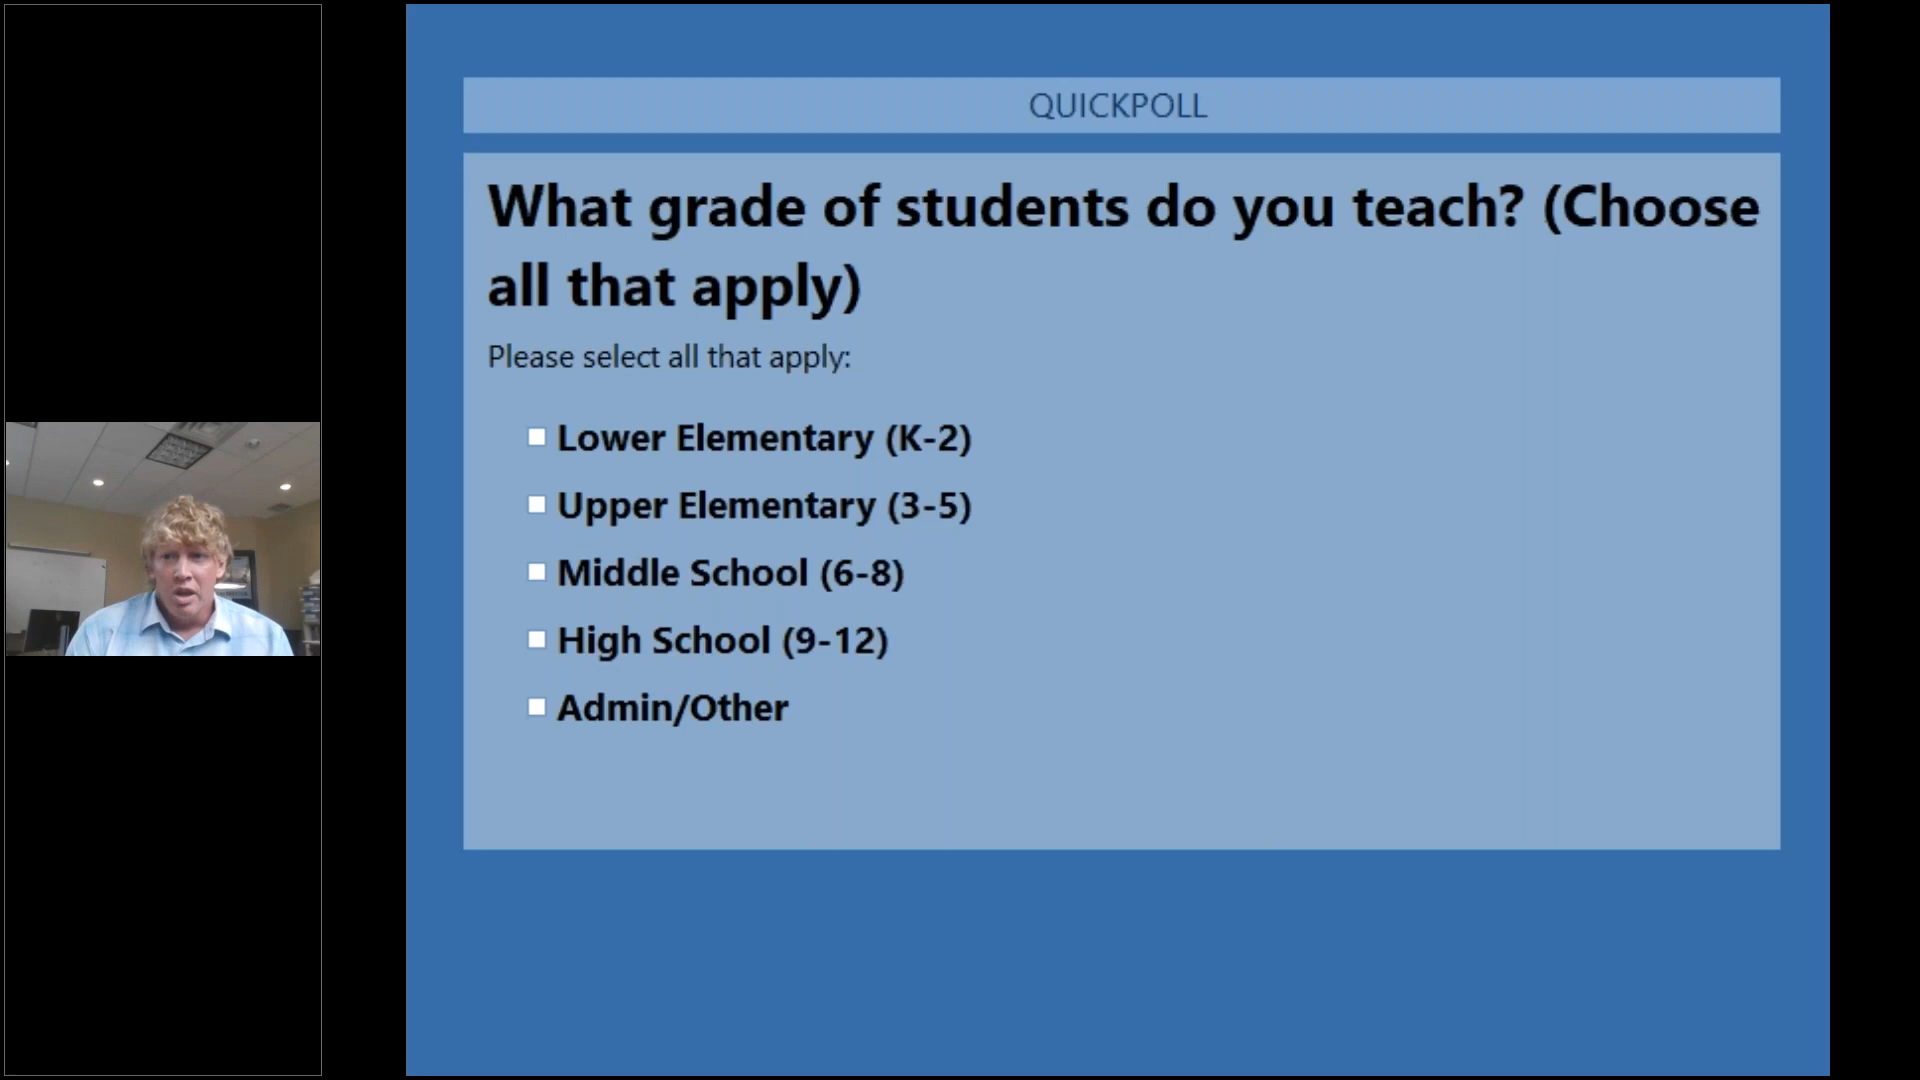 QUICKPOLL
What grade of students do you teach? (Choose
all that apply)
Please select all that apply:
Lower Elementary (K-2)
Upper Elementary (3-5)
Middle School (6-8)
High School (9-12)
Admin/Other